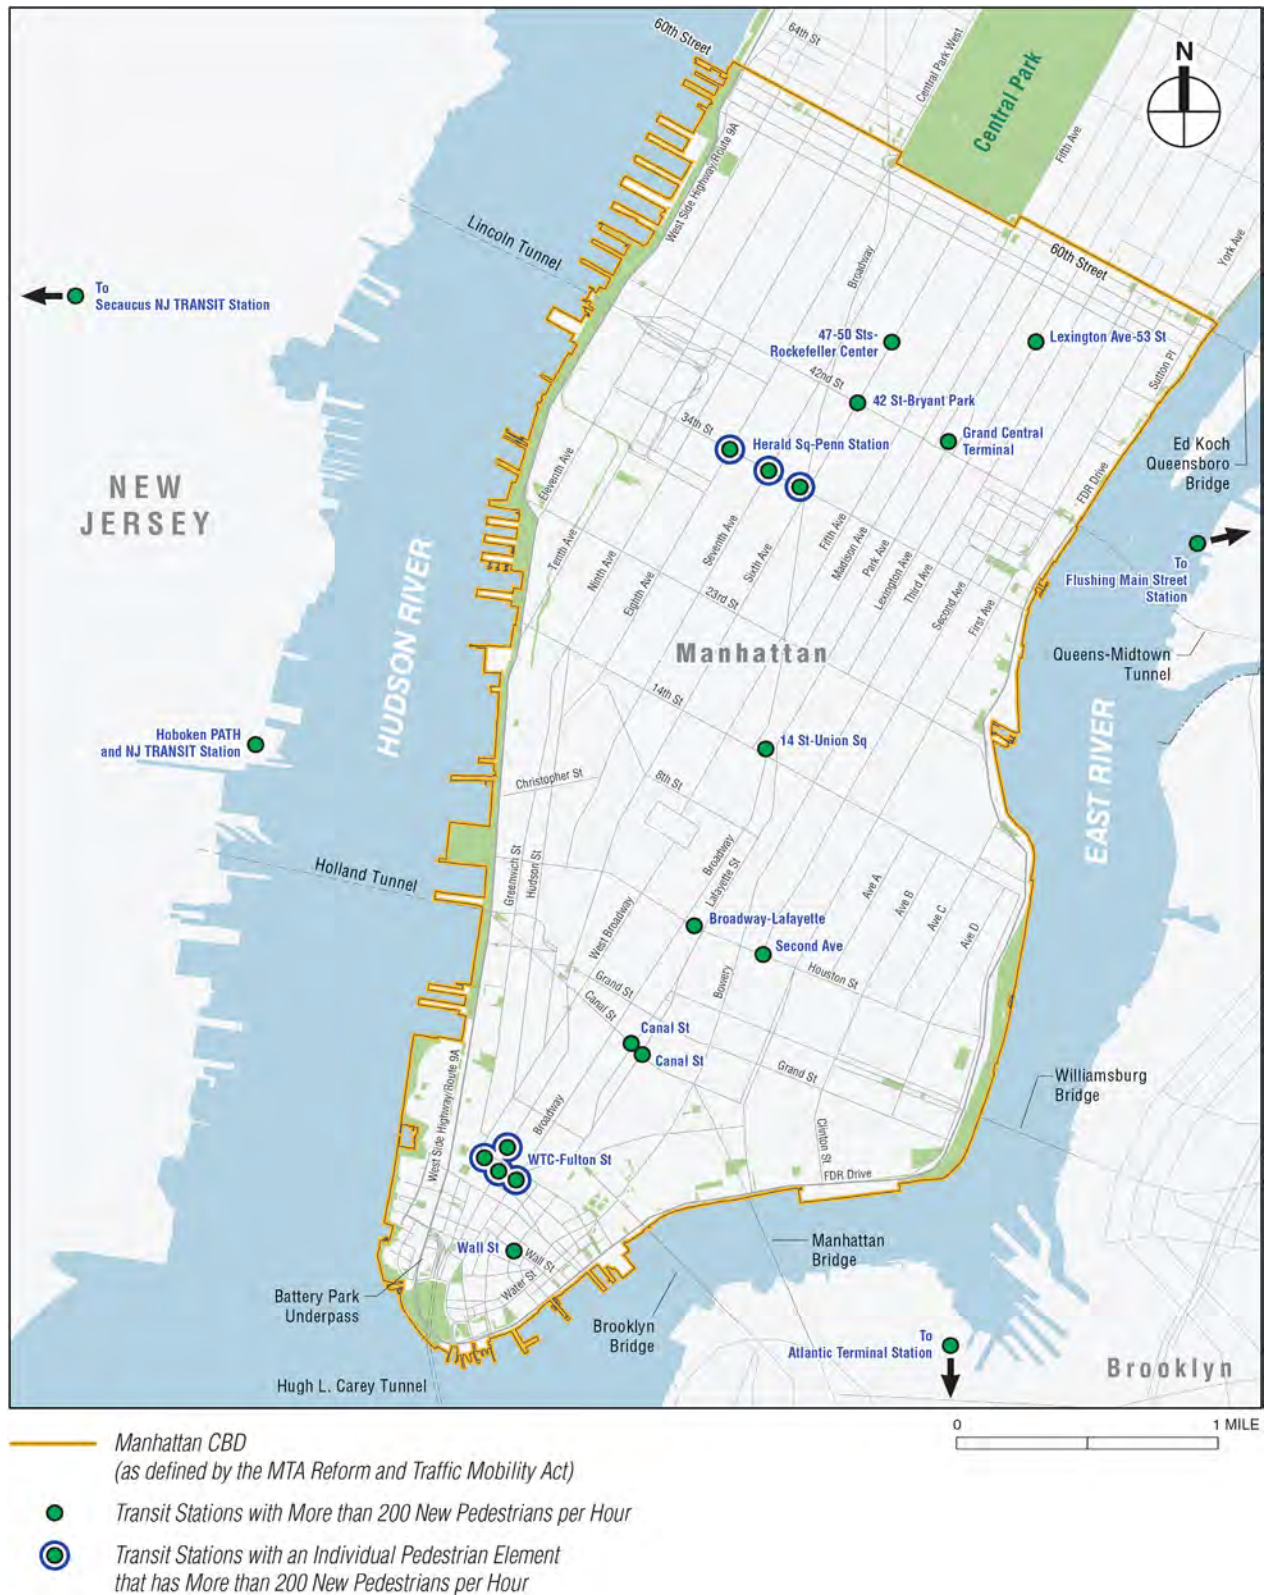 60th Street
64th St
Central Park West
Central Park
Fifth Ave
N
West Side Highway/Route 9A
Lincoln Tunnel
Broadway
60th Street
York Ave
To
Secaucus NJ TRANSIT Station
47-50 Sts-
Rockefeller Center
Lexington Ave-53 St
Sutton Pl
42nd St
42 St-Bryant Park
34th St
Herald Sq-Penn Station
Grand Central
Terminal
Ed Koch
Queensboro
Bridge
FDR Drive
NEW
JERSEY
HUDSON RIVER
Eleventh Ave
Tenth Ave
Ninth Ave
Eighth Ave
Seventh Ave
Sixth Ave
Fifth Ave
Madison Ave
Park Ave
Lexington Ave
Third Ave
Second Ave
First Ave
23rd St
To
Flushing Main Street
Station
Manhattan
Queens-Midtown
Tunnel
14th St
Hoboken PATH
and NJ TRANSIT Station
14 St-Union Sq
EAST RIVER
Christopher St
8th St
Holland Tunnel
Greenwich St
Hudson St
Broadway
Lafayette St
West Broadway
Ave A
Ave B
Ave C
Ave D
Broadway-Lafayette
Second Ave
Houston St
Bowery
Grand St
Canal St
Canal St
Canal St
Grand St
Williamsburg
Bridge
West Side Highway/Route 9A
Broadway
Clinton St
WTC-Fulton St
FDR Drive
Wall St
Wall St
Water St
Manhattan
Bridge
Battery Park
Underpass
Brooklyn
Bridge
To
Atlantic Terminal Station
Brooklyn
Hugh L. Carey Tunnel
0 1 MILE
Manhattan CBD
(as defined by the MTA Reform and Traffic Mobility Act)
Transit Stations with More than 200 New Pedestrians per Hour
Transit Stations with an Individual Pedestrian Element
that has More than 200 New Pedestrians per Hour